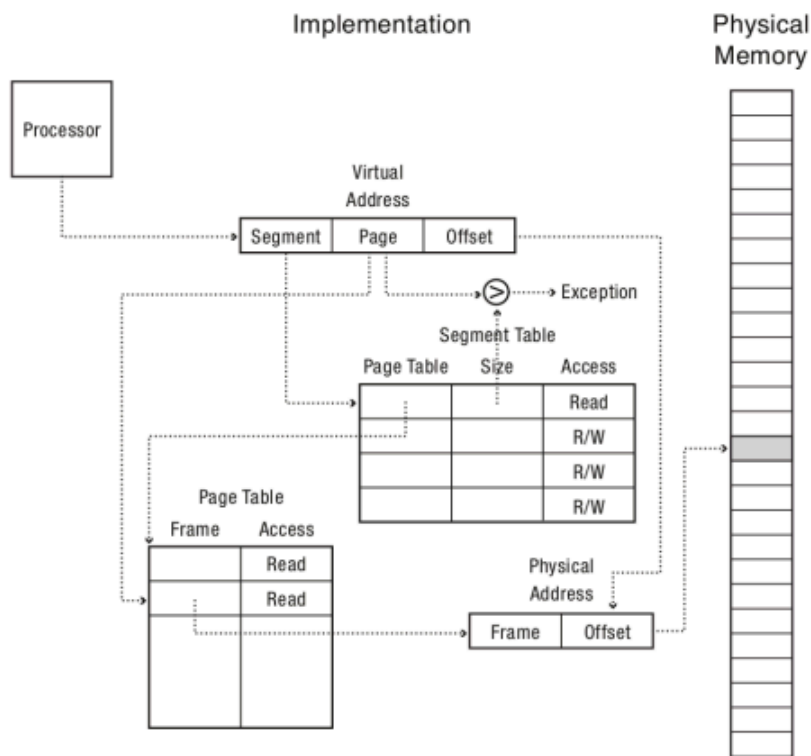 Implementation
Physical
Memory
Processor
Virtual
Address
Segment Page Offset
> Exception
Segment Table
Page Table Size Access
Read
R/W
R/W
R/W
Page Table
Frame Access
Read
Read
Physical
Address
Frame Offset